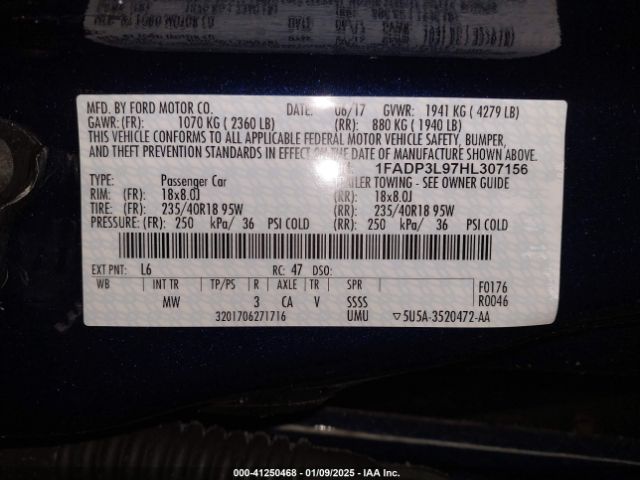 MFD. BY FORD MOTOR CO. DATE: 06/17 GVWR: 1941 KG ( 4279 LB)
GAWR: (FR): 1070 KG ( 2360 LB) (RR): 880 KG ( 1940 LB)
THIS VEHICLE CONFORMS TO ALL APPLICABLE FEDERAL MOTOR VEHICLE SAFETY, BUMPER,
AND THEFT PREVENTION STANDARDS IN EFFECT ON THE DATE OF MANUFACTURE SHOWN ABOVE.
1FADP3L97HL307156
TYPE: Passenger Car TRAILER TOWING - SEE OWNER GUIDE
RIM: (FR): 18x8.0J (RR): 18x8.0J
TIRE: (FR): 235/40R18 95W (RR): 235/40R18 95W
PRESSURE: (FR): 250 kPa/ 36 PSI COLD (RR): 250 kPa/ 36 PSI COLD
EXT PNT: L6 RC: 47 DSO:
WB INT TR TP/PS R AXLE TR SPR F0176
MW 3 CA V SSSS R0046
3201706271716 UMU ▽5U5A-3520472-AA
000-41250468 - 01/09/2025 - IAA Inc.